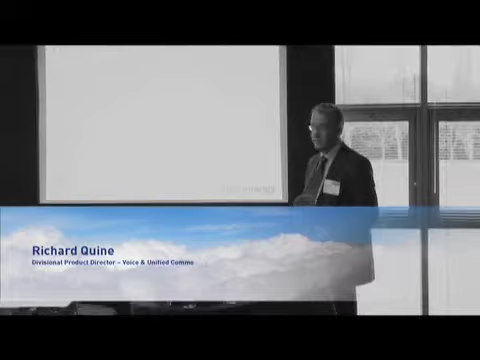 Richard Quine
Divisional Product Director – Voice & Unified Comms